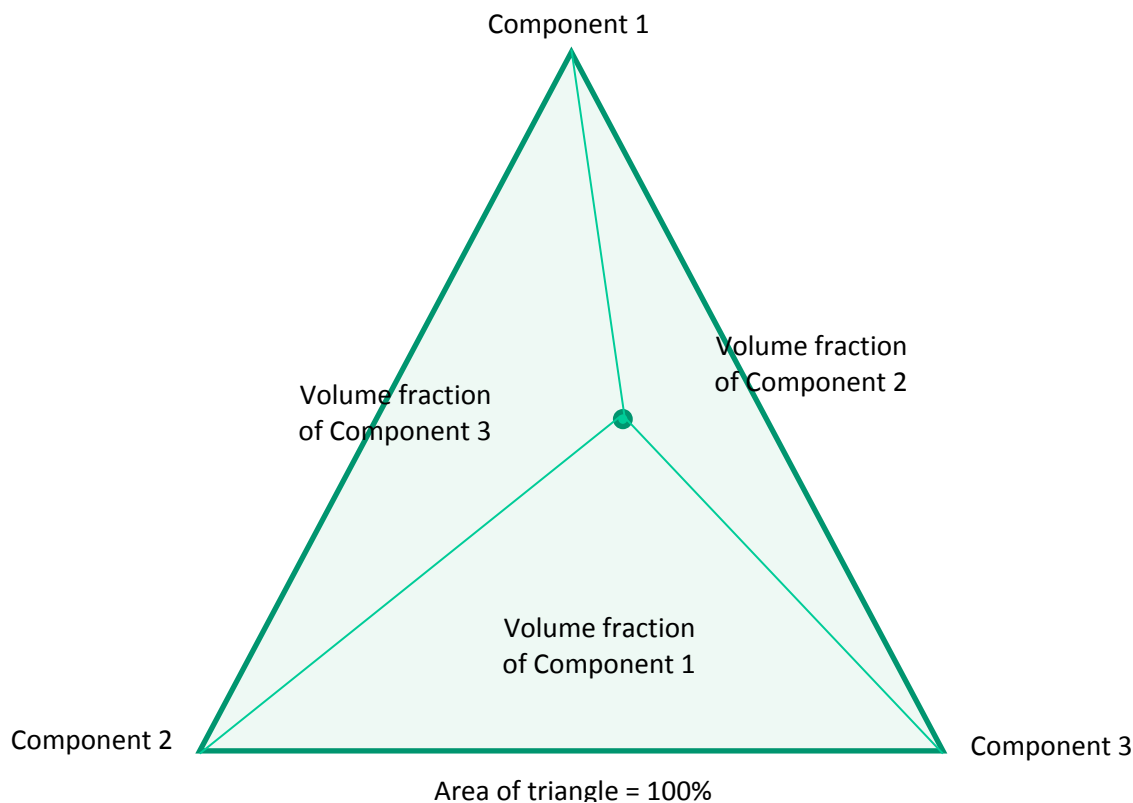 Component 1
Volume fraction
of Component 2
Volume fraction
of Component 3
Volume fraction
of Component 1
Component 2
Component 3
Area of triangle = 100%